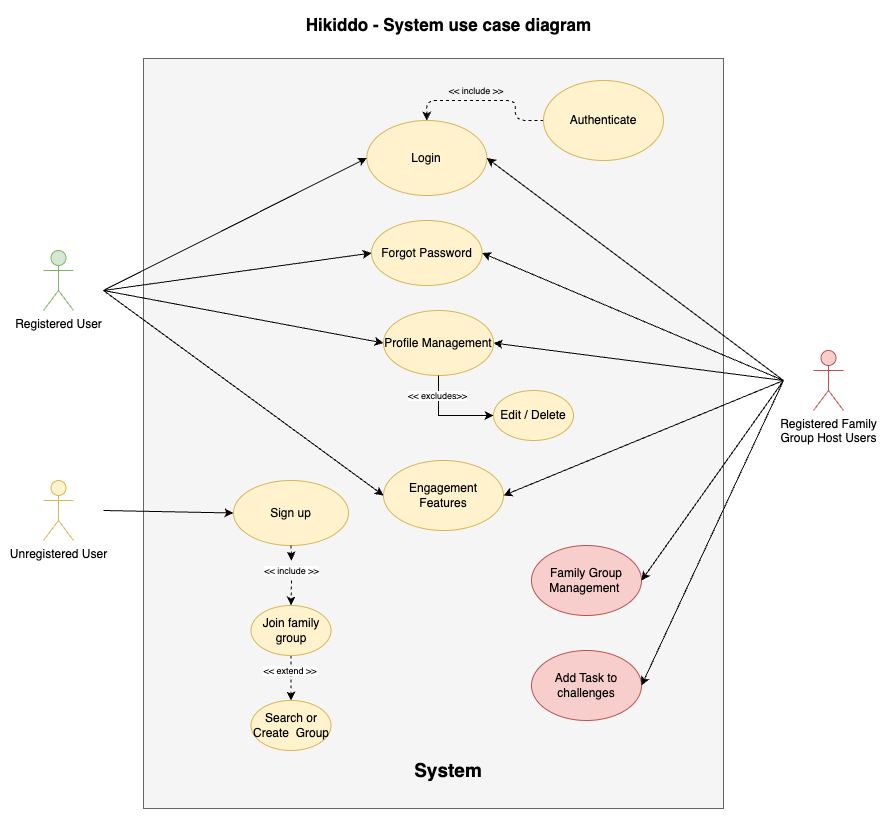 Hikiddo - System use case diagram
<< include >>
Authenticate
Login
Forgot Password
Registered User
Profile Management
<< excludes>>
Edit / Delete
Registered Family
Group Host Users
Engagement
Features
Sign up
Unregistered User
<< include >>
Family Group
Management
Join family
group
<< extend >>
Add Task to
challenges
Search or
Create  Group
System